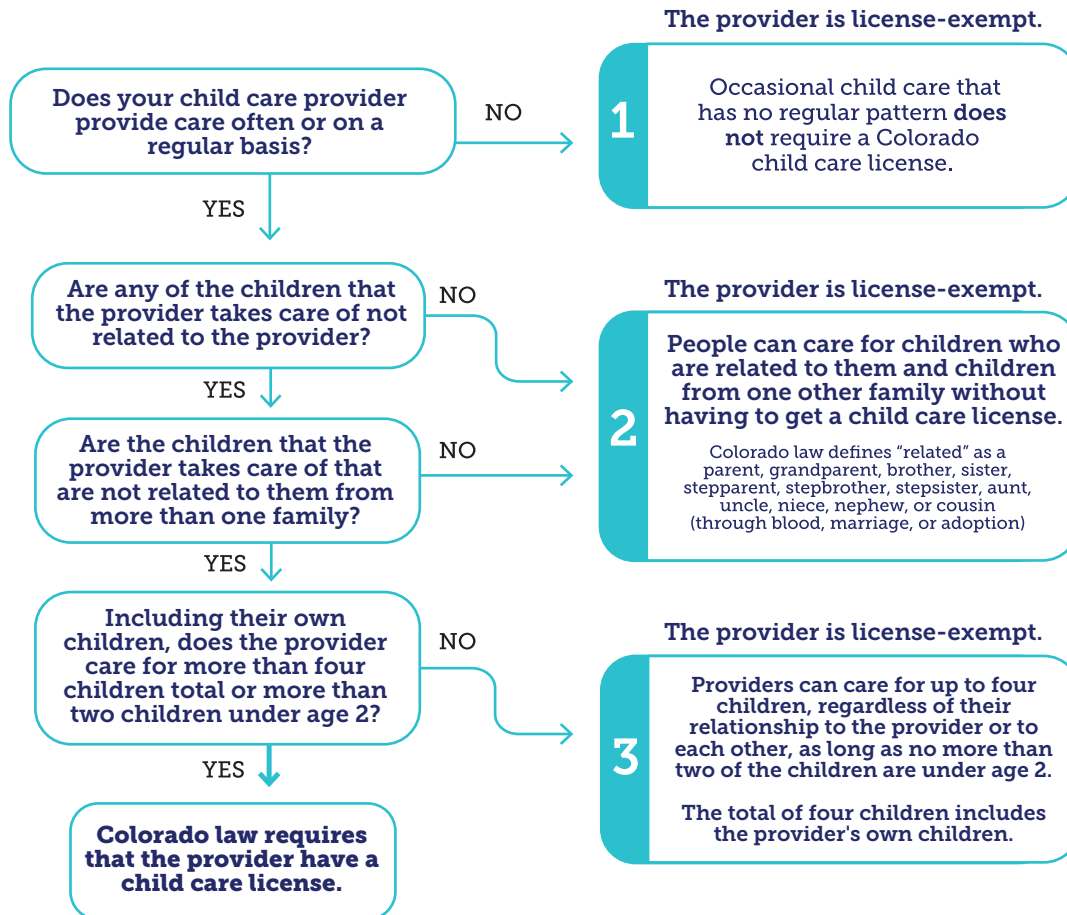 The provider is license-exempt.
Does your child care provider
provide care often or on a
regular basis?
NO
1
Occasional child care that
has no regular pattern does
not require a Colorado
child care license.
YES
Are any of the children that
the provider takes care of not
related to the provider?
NO
The provider is license-exempt.
2
People can care for children who
are related to them and children
from one other family without
having to get a child care license.
Colorado law defines “related” as a
parent, grandparent, brother, sister,
stepparent, stepbrother, stepsister, aunt,
uncle, niece, nephew, or cousin
(through blood, marriage, or adoption)
YES
Are the children that the
provider takes care of that
are not related to them from
more than one family?
NO
YES
Including their own
children, does the provider
care for more than four
children total or more than
two children under age 2?
NO
The provider is license-exempt.
3
Providers can care for up to four
children, regardless of their
relationship to the provider or to
each other, as long as no more than
two of the children are under age 2.
The total of four children includes
the provider's own children.
YES
Colorado law requires
that the provider have a
child care license.